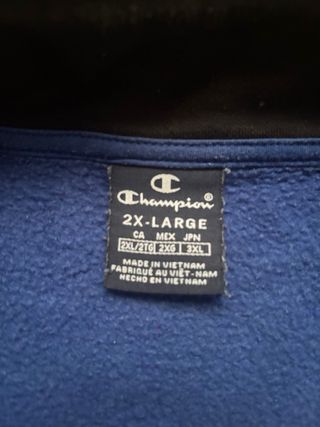 Champion®
2X-LARGE
CA MEX JPN
2XL/2TG 2XG 3XL
MADE IN VIETNAM
FABRIQUÉ AU VIÊT-NAM
HECHO EN VIETNAM